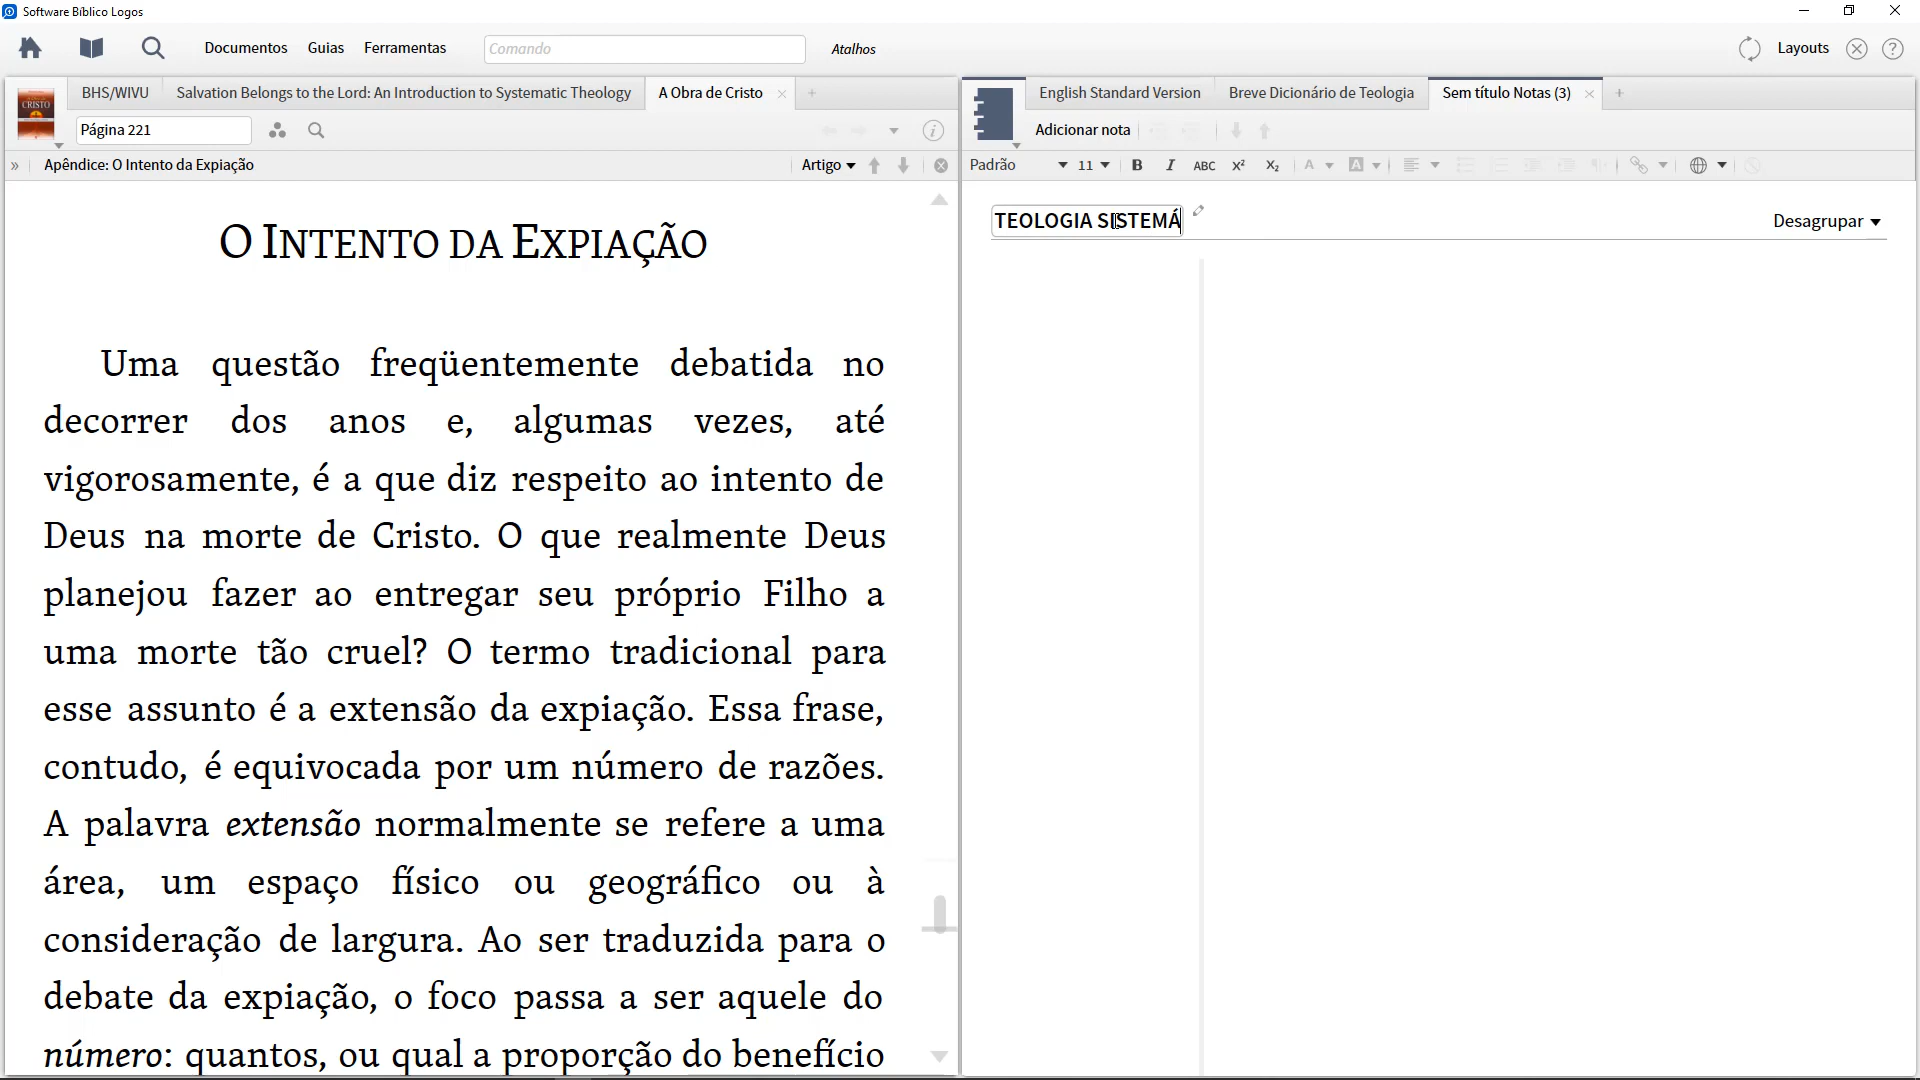 Software Bíblico Logos
Documentos Guias Ferramentas Comando Atalhos Layouts
BHS/WIVU Salvation Belongs to the Lord: An Introduction to Systematic Theology A Obra de Cristo
Página 221
Apêndice: O Intento da Expiação Artigo
O INTENTO DA EXPIAÇÃO
Uma questão freqüentemente debatida no
decorrer dos anos e, algumas vezes, até
vigorosamente, é a que diz respeito ao intento de
Deus na morte de Cristo. O que realmente Deus
planejou fazer ao entregar seu próprio Filho a
uma morte tão cruel? O termo tradicional para
esse assunto é a extensão da expiação. Essa frase,
contudo, é equivocada por um número de razões.
A palavra extensão normalmente se refere a uma
área, um espaço físico ou geográfico ou à
consideração de largura. Ao ser traduzida para o
debate da expiação, o foco passa a ser aquele do
número: quantos, ou qual a proporção do benefício
CRISTO
English Standard Version Breve Dicionário de Teologia Sem título Notas (3)
Adicionar nota
Padrão 11 B I ABC X² X₂ A A
TEOLOGIA SISTEMÁ
Desagrupar